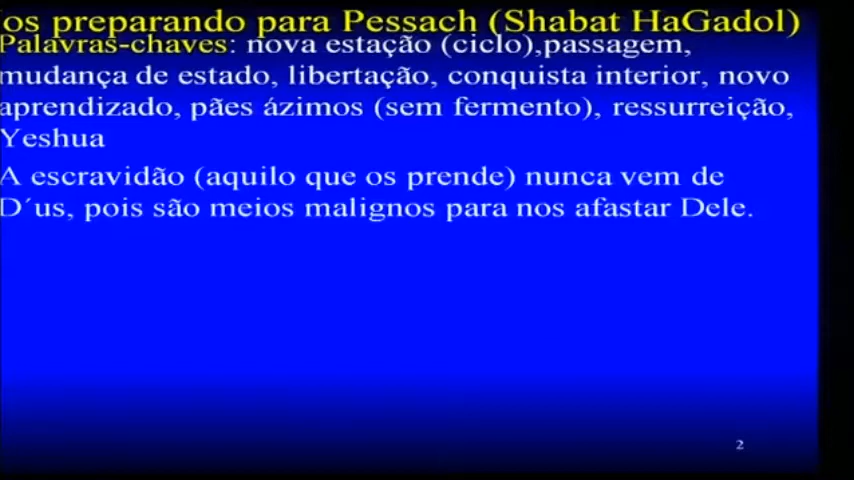 os preparando para Pessach (Shabat HaGadol)
Palavras-chaves: nova estação (ciclo),passagem,
mudança de estado, libertação, conquista interior, novo
aprendizado, pães ázimos (sem fermento), ressurreição,
Yeshua
A escravidão (aquilo que os prende) nunca vem de
D´us, pois são meios malignos para nos afastar Dele.
2